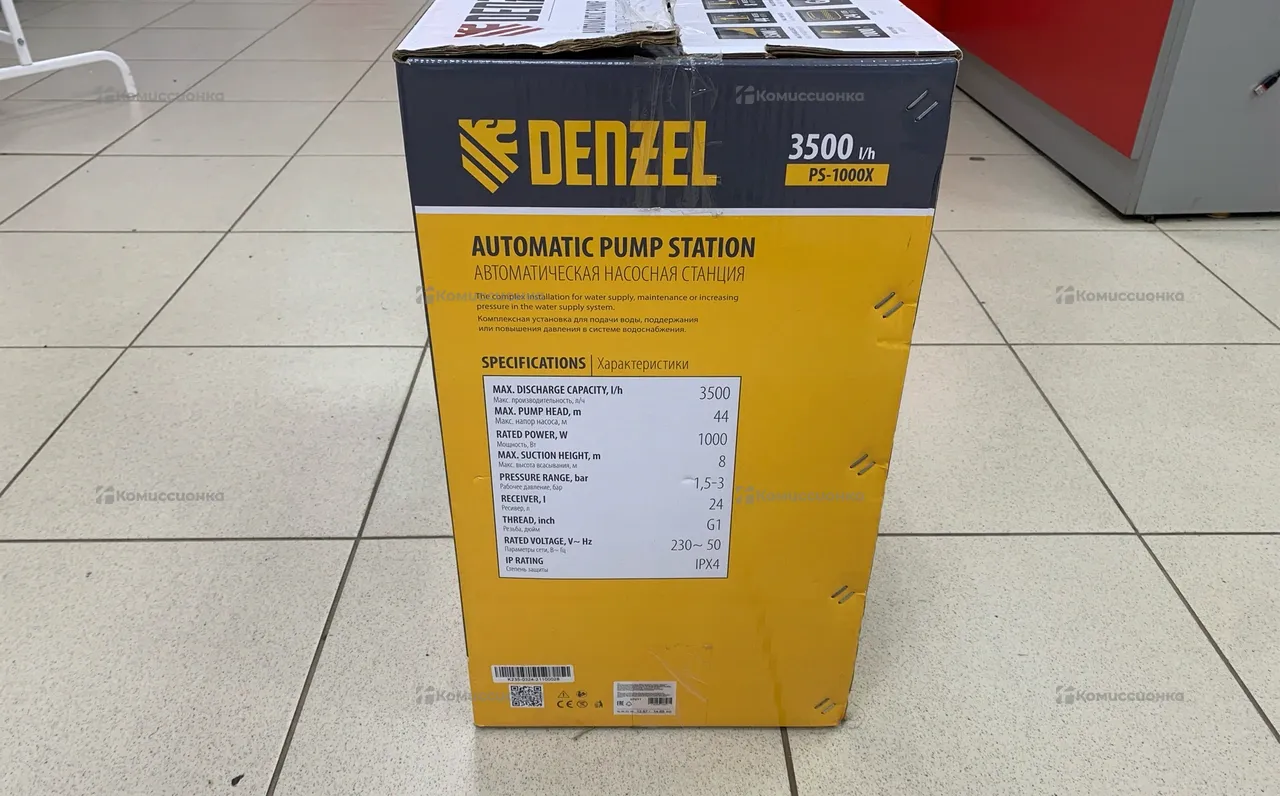 AUTOMATIC PUMP
DENZEL
3500 l/h
PS-1000X
AUTOMATIC PUMP STATION
АВТОМАТИЧЕСКАЯ НАСОСНАЯ СТАНЦИЯ
The complex installation for water supply, maintenance or increasing
pressure in the water supply system.
Комплексная установка для подачи воды, поддержания
или повышения давления в системе водоснабжения.
SPECIFICATIONS | Характеристики
MAX. DISCHARGE CAPACITY, l/h 3500
Макс. производительность, л/ч
MAX. PUMP HEAD, m 44
Макс. напор насоса, м
RATED POWER, W 1000
Мощность, Вт
MAX. SUCTION HEIGHT, m 8
Макс. высота всасывания, м
PRESSURE RANGE, bar 1,5-3
Рабочее давление, бар
RECEIVER, l 24
Ресивер, л
THREAD, inch G1
Резьба, дюйм
RATED VOLTAGE, V~ Hz 230~ 50
Параметры сети, В~ Гц
IP RATING IPX4
Степень защиты
CE
EAC
Комиссионка
Комиссионка
Комиссионка
Комиссионка
Комиссионка
Комиссионка
Комиссионка
Комиссионка